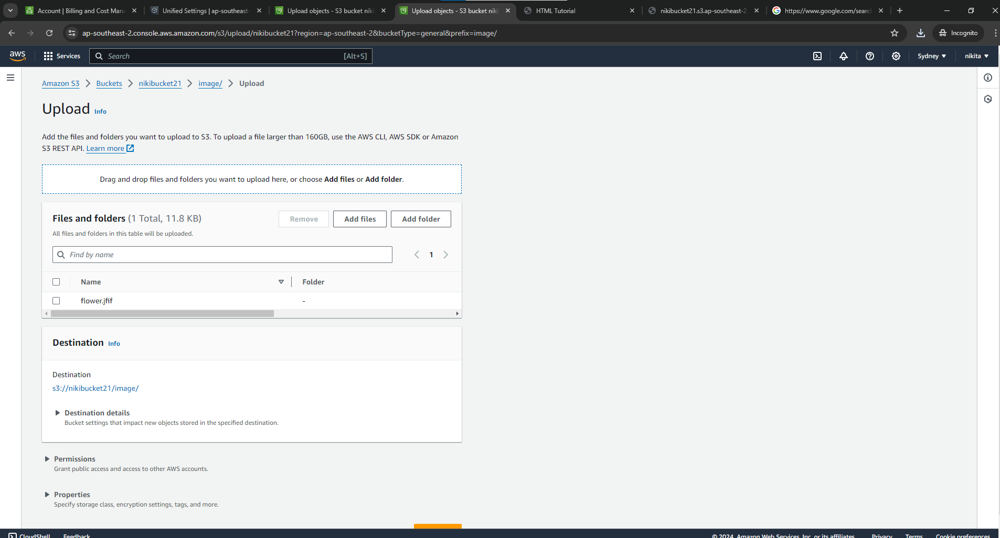 Account | Billing and Cost Mana
Unified Settings | ap-southeast-
Upload objects - S3 bucket niki
Upload objects - S3 bucket niki
HTML Tutorial
nikibucket21.s3.ap-southeast-2
https://www.google.com/searc
ap-southeast-2.console.aws.amazon.com/s3/upload/nikibucket21?region=ap-southeast-2&bucketType=general&prefix=image/
Incognito
aws
Services
Search
[Alt+S]
Sydney
nikita
Amazon S3
Buckets
nikibucket21
image/
Upload
Upload Info
Add the files and folders you want to upload to S3. To upload a file larger than 160GB, use the AWS CLI, AWS SDK or Amazon
S3 REST API. Learn more
Drag and drop files and folders you want to upload here, or choose Add files or Add folder.
Files and folders (1 Total, 11.8 KB)
Remove
Add files
Add folder
All files and folders in this table will be uploaded.
Find by name
1
Name
Folder
flower.jfif
-
Destination Info
Destination
s3://nikibucket21/image/
Destination details
Bucket settings that impact new objects stored in the specified destination.
Permissions
Grant public access and access to other AWS accounts.
Properties
Specify storage class, encryption settings, tags, and more.
CloudShell
Feedback
© 2024, Amazon Web Services, Inc. or its affiliates.
Privacy
Terms
Cookie preferences